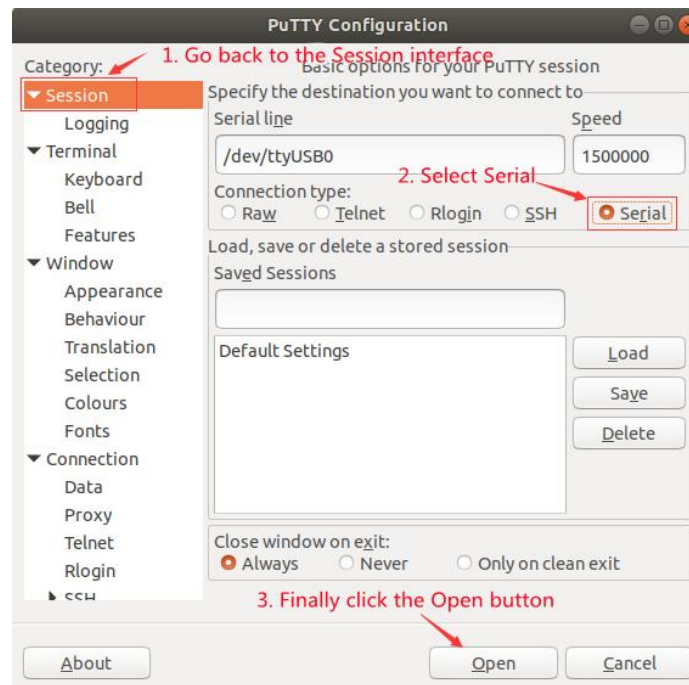 PuTTY Configuration
1. Go back to the Session interface
Category:
Basic options for your PuTTY session
Session
Logging
Terminal
Keyboard
Bell
Features
Window
Appearance
Behaviour
Translation
Selection
Colours
Fonts
Connection
Data
Proxy
Telnet
Rlogin
SSH
Specify the destination you want to connect to
Serial line
Speed
/dev/ttyUSB0
1500000
2. Select Serial
Connection type:
Raw Telnet Rlogin SSH Serial
Load, save or delete a stored session
Saved Sessions
Default Settings
Load
Save
Delete
Close window on exit:
Always Never Only on clean exit
3. Finally click the Open button
About
Open
Cancel